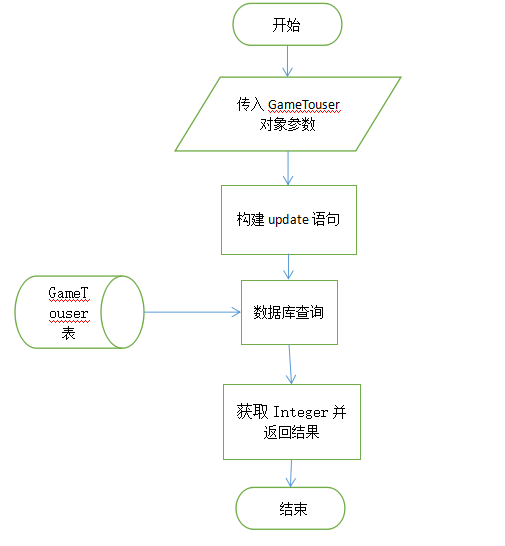 开始
传入 GameTouser
对象参数
构建 update 语句
GameT
ouser
表
数据库查询
获取 Integer 并
返回结果
结束